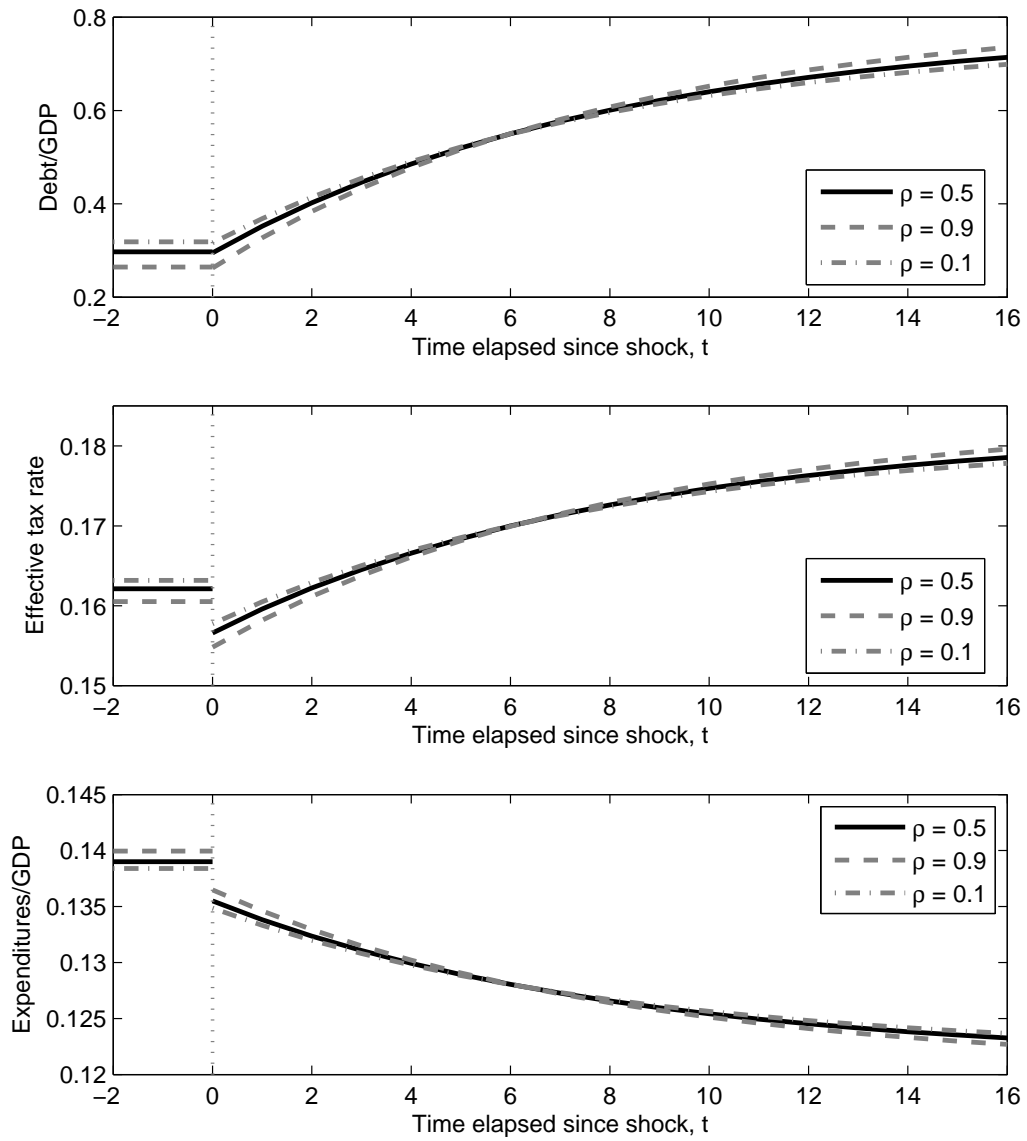 0.8
0.6
0.4
0.2
Debt/GDP
ρ = 0.5
ρ = 0.9
ρ = 0.1
−2 0 2 4 6 8 10 12 14 16
Time elapsed since shock, t
0.18
0.17
0.16
0.15
Effective tax rate
ρ = 0.5
ρ = 0.9
ρ = 0.1
−2 0 2 4 6 8 10 12 14 16
Time elapsed since shock, t
0.145
0.14
0.135
0.13
0.125
0.12
Expenditures/GDP
ρ = 0.5
ρ = 0.9
ρ = 0.1
−2 0 2 4 6 8 10 12 14 16
Time elapsed since shock, t